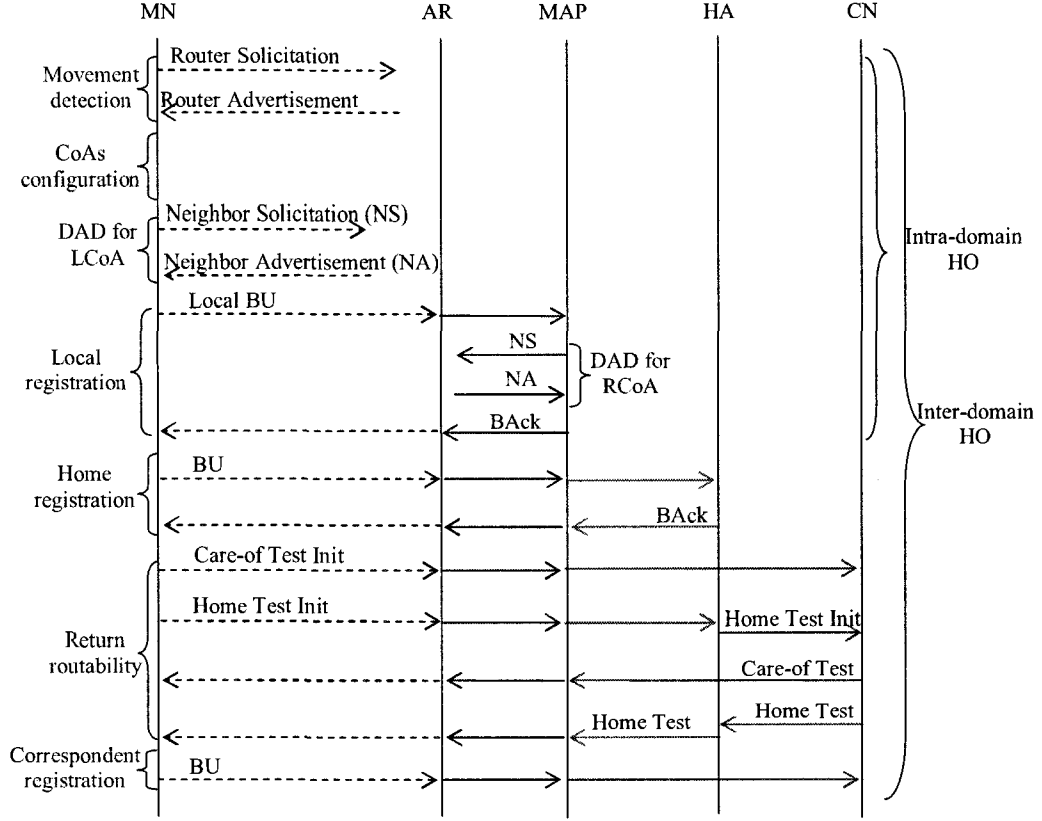 MN AR MAP HA CN
Router Solicitation
Movement
detection
Router Advertisement
CoAs
configuration
Neighbor Solicitation (NS)
DAD for
LCoA
Neighbor Advertisement (NA)
Intra-domain
HO
Local BU
NS
Local
registration
DAD for
RCoA
NA
BAck
Inter-domain
HO
Home
registration
BU
BAck
Care-of Test Init
Home Test Init
Home Test Init
Return
routability
Care-of Test
Home Test
Home Test
Correspondent
registration
BU